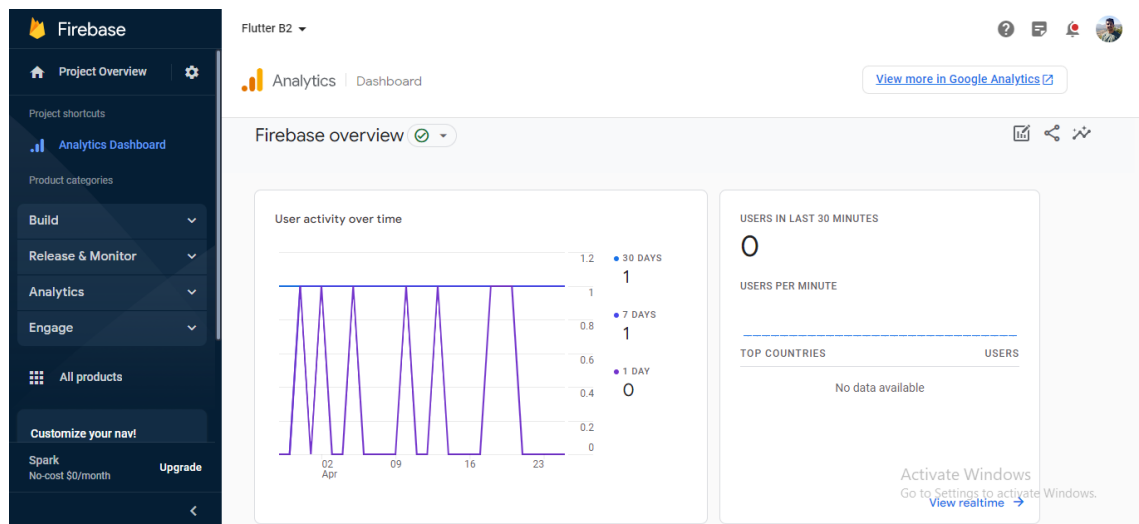 Firebase
Flutter B2
Project Overview
Analytics
Dashboard
View more in Google Analytics
Project shortcuts
Analytics Dashboard
Product categories
Build
Release & Monitor
Analytics
Engage
All products
Customize your nav!
Spark
No-cost $0/month
Upgrade
Firebase overview
User activity over time
1.2
1
0.8
0.6
0.4
0.2
0
02
Apr
09
16
23
30 DAYS
1
7 DAYS
1
1 DAY
0
USERS IN LAST 30 MINUTES
0
USERS PER MINUTE
TOP COUNTRIES
USERS
No data available
Activate Windows
Go to Settings to activate Windows.
View realtime